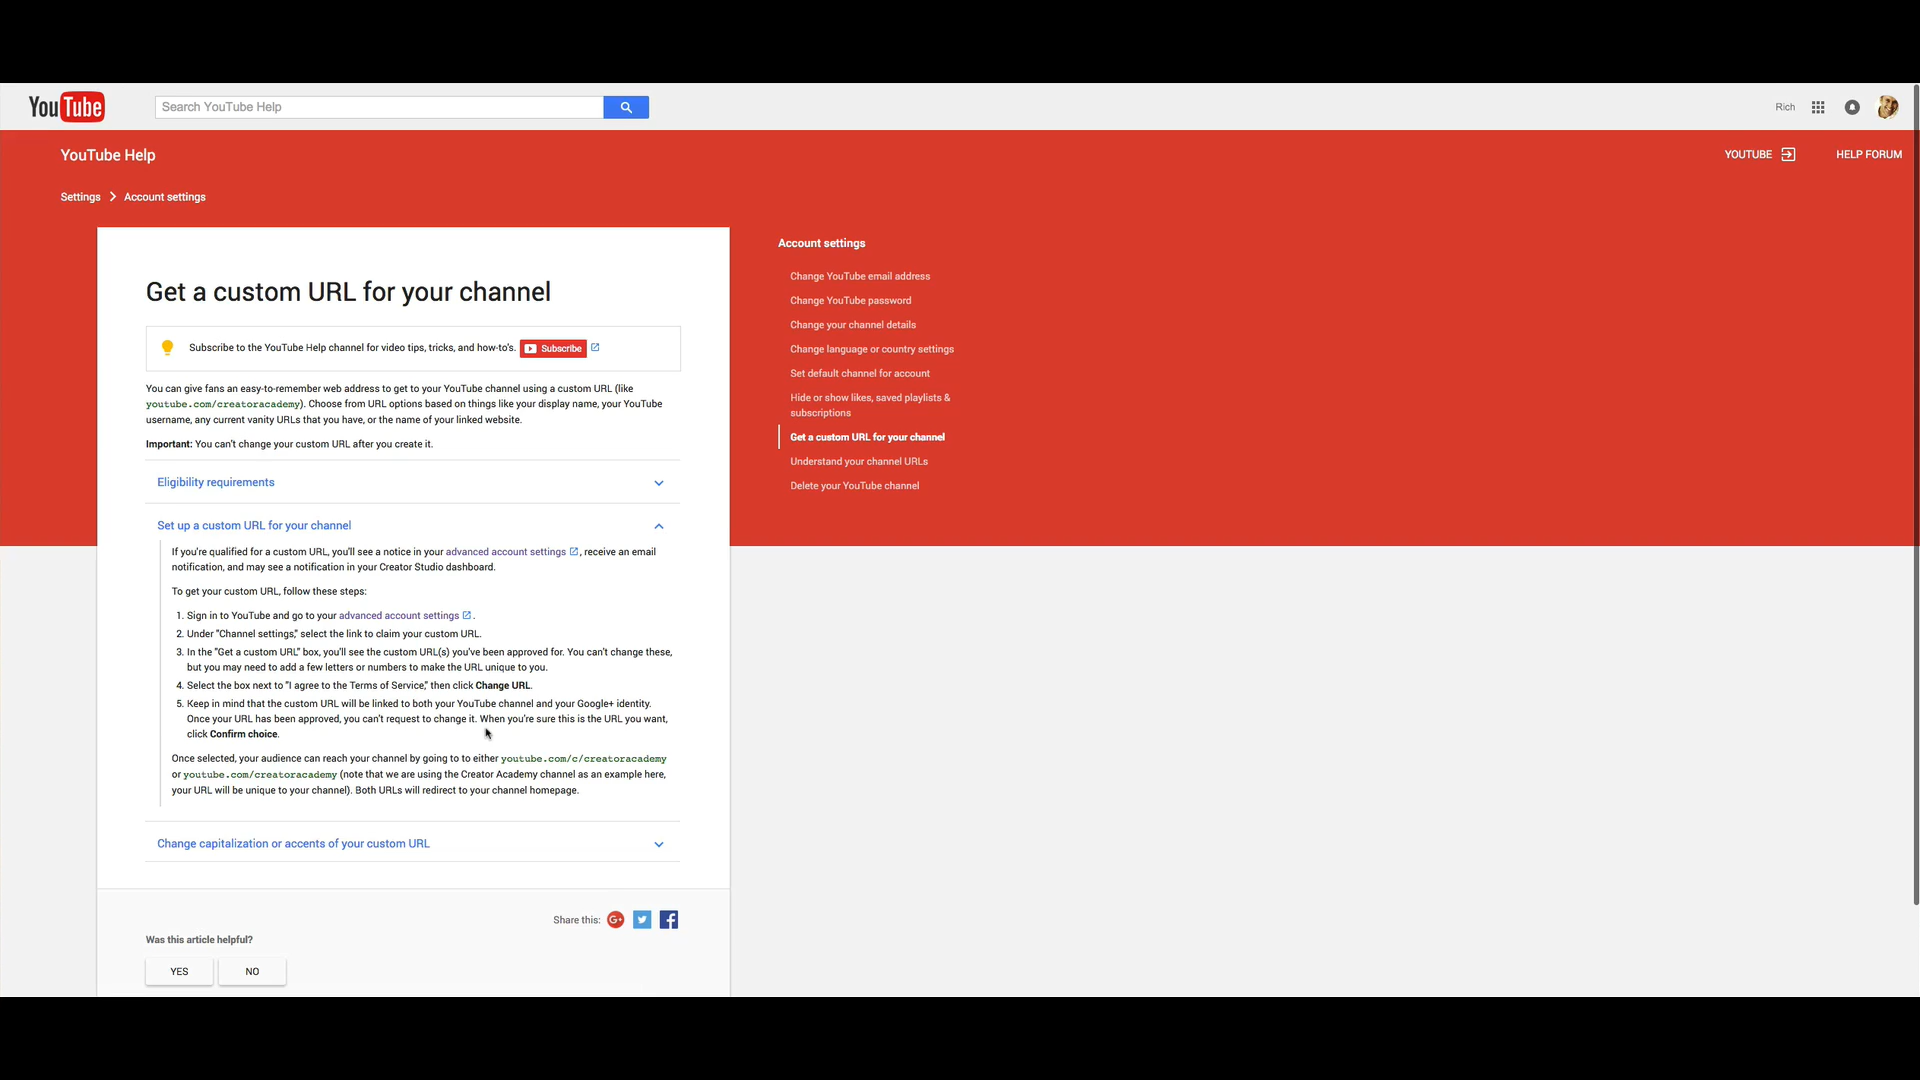 YouTube
Search YouTube Help
Rich
YouTube Help
YOUTUBE
HELP FORUM
Settings
Account settings
Get a custom URL for your channel
Subscribe to the YouTube Help channel for video tips, tricks, and how-to's. Subscribe
You can give fans an easy-to-remember web address to get to your YouTube channel using a custom URL (like
youtube.com/creatoracademy). Choose from URL options based on things like your display name, your YouTube
username, any current vanity URLs that you have, or the name of your linked website.
Important: You can't change your custom URL after you create it.
Eligibility requirements
Set up a custom URL for your channel
If you're qualified for a custom URL, you'll see a notice in your advanced account settings , receive an email
notification, and may see a notification in your Creator Studio dashboard.
To get your custom URL, follow these steps:
1. Sign in to YouTube and go to your advanced account settings .
2. Under "Channel settings," select the link to claim your custom URL.
3. In the "Get a custom URL" box, you'll see the custom URL(s) you've been approved for. You can't change these,
but you may need to add a few letters or numbers to make the URL unique to you.
4. Select the box next to "I agree to the Terms of Service," then click Change URL.
5. Keep in mind that the custom URL will be linked to both your YouTube channel and your Google+ identity.
Once your URL has been approved, you can't request to change it. When you're sure this is the URL you want,
click Confirm choice.
Once selected, your audience can reach your channel by going to to either youtube.com/c/creatoracademy
or youtube.com/creatoracademy (note that we are using the Creator Academy channel as an example here,
your URL will be unique to your channel). Both URLs will redirect to your channel homepage.
Change capitalization or accents of your custom URL
Share this: G+
Was this article helpful?
YES
NO
Account settings
Change YouTube email address
Change YouTube password
Change your channel details
Change language or country settings
Set default channel for account
Hide or show likes, saved playlists &
subscriptions
Get a custom URL for your channel
Understand your channel URLs
Delete your YouTube channel